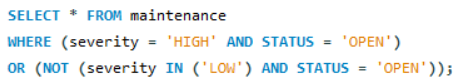 SELECT * FROM maintenance
WHERE (severity = 'HIGH' AND STATUS = 'OPEN')
OR (NOT (severity IN ('LOW') AND STATUS = 'OPEN'));